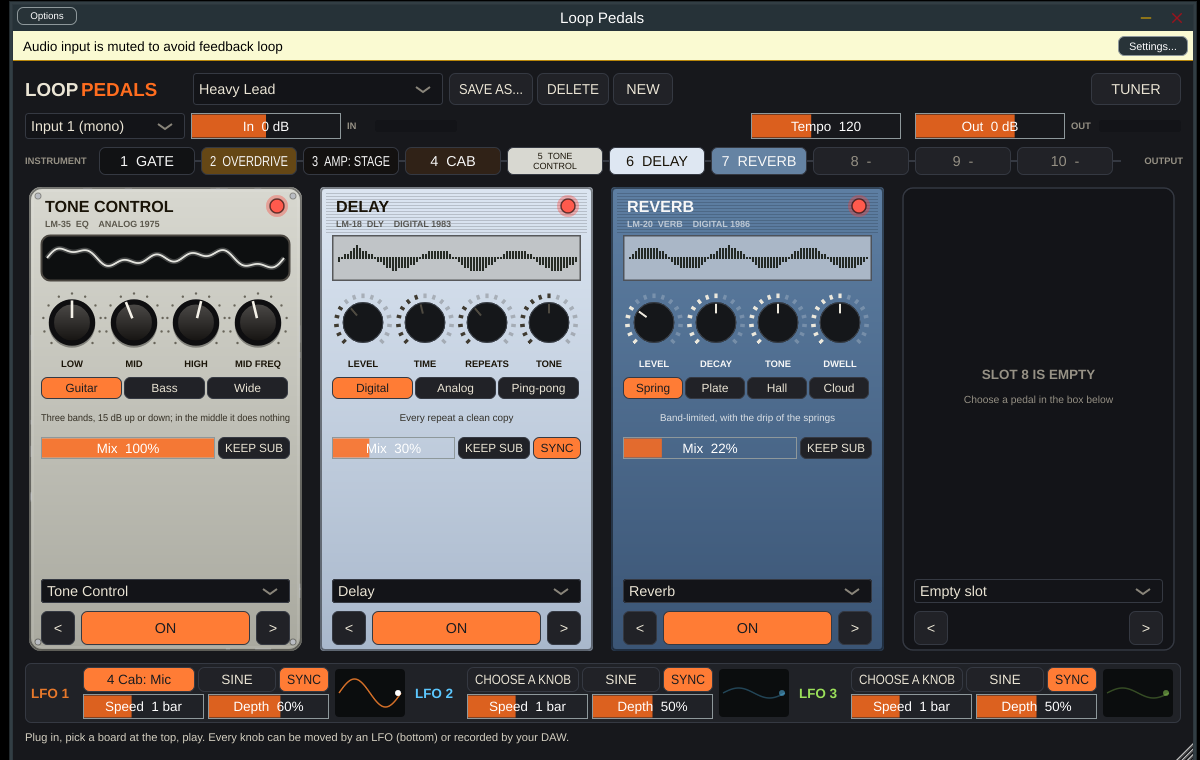 Options
Loop Pedals
Audio input is muted to avoid feedback loop
Settings...
LOOP PEDALS
Heavy Lead
SAVE AS...
DELETE
NEW
TUNER
Input 1 (mono)
In 0 dB
IN
Tempo 120
Out 0 dB
OUT
INSTRUMENT
1 GATE
2 OVERDRIVE
3 AMP: STAGE
4 CAB
5 TONE CONTROL
6 DELAY
7 REVERB
8 -
9 -
10 -
OUTPUT
TONE CONTROL
LM-35 EQ ANALOG 1975
LOW MID HIGH MID FREQ
Guitar Bass Wide
Three bands, 15 dB up or down; in the middle it does nothing
Mix 100% KEEP SUB
Tone Control
< ON >
DELAY
LM-18 DLY DIGITAL 1983
LEVEL TIME REPEATS TONE
Digital Analog Ping-pong
Every repeat a clean copy
Mix 30% KEEP SUB SYNC
Delay
< ON >
REVERB
LM-20 VERB DIGITAL 1986
LEVEL DECAY TONE DWELL
Spring Plate Hall Cloud
Band-limited, with the drip of the springs
Mix 22% KEEP SUB
Reverb
< ON >
SLOT 8 IS EMPTY
Choose a pedal in the box below
Empty slot
< >
LFO 1
4 Cab: Mic SINE SYNC
Speed 1 bar Depth 60%
LFO 2
CHOOSE A KNOB SINE SYNC
Speed 1 bar Depth 50%
LFO 3
CHOOSE A KNOB SINE SYNC
Speed 1 bar Depth 50%
Plug in, pick a board at the top, play. Every knob can be moved by an LFO (bottom) or recorded by your DAW.